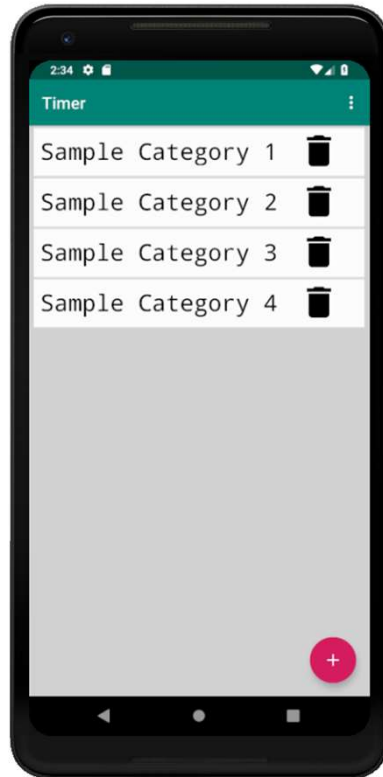 2:34
Timer
Sample Category 1
Sample Category 2
Sample Category 3
Sample Category 4
+